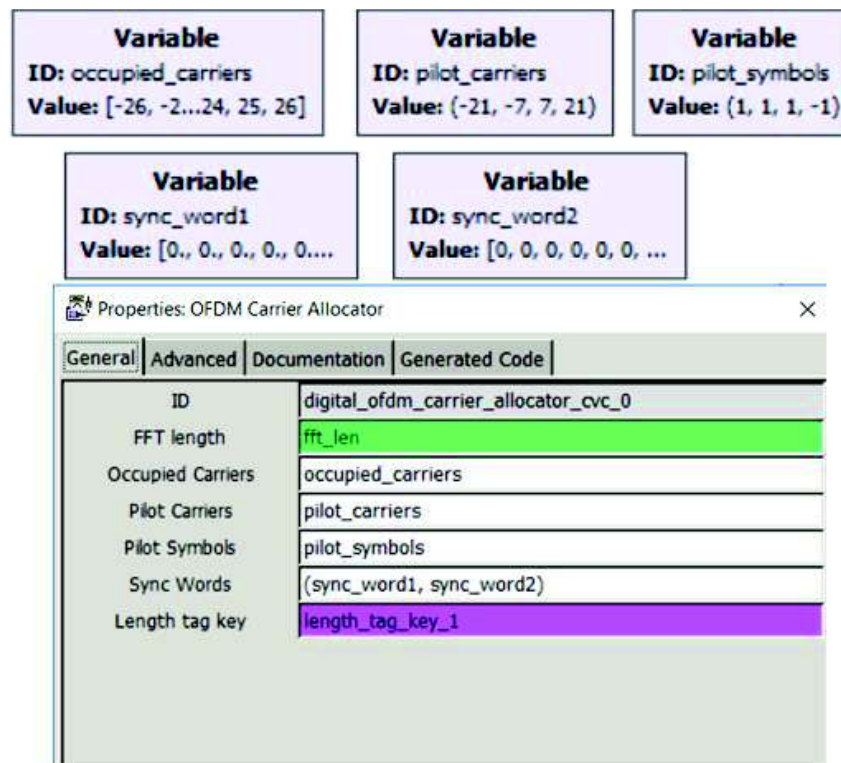 Variable
ID: occupied_carriers
Value: [-26, -2...24, 25, 26]
Variable
ID: pilot_carriers
Value: (-21, -7, 7, 21)
Variable
ID: pilot_symbols
Value: (1, 1, 1, -1)
Variable
ID: sync_word1
Value: [0., 0., 0., 0., 0....
Variable
ID: sync_word2
Value: [0, 0, 0, 0, 0, 0, ...
Properties: OFDM Carrier Allocator
General Advanced Documentation Generated Code
ID digital_ofdm_carrier_allocator_cvc_0
FFT length fft_len
Occupied Carriers occupied_carriers
Pilot Carriers pilot_carriers
Pilot Symbols pilot_symbols
Sync Words (sync_word1, sync_word2)
Length tag key length_tag_key_1